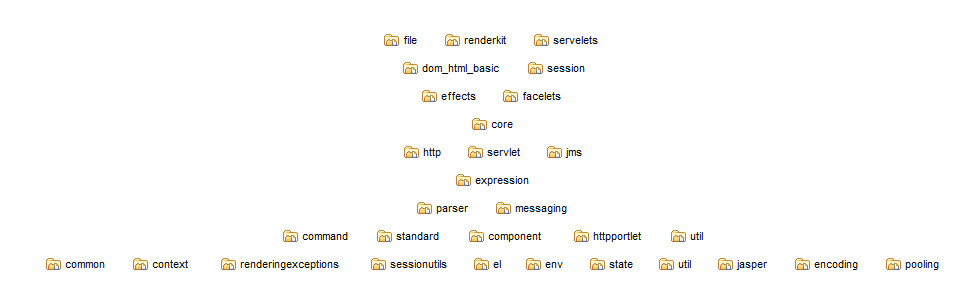 file renderkit servelets
dom_html_basic session
effects facelets
core
http servlet jms
expression
parser messaging
command standard component httpportlet util
common context renderingexceptions sessionutils el env state util jasper encoding pooling